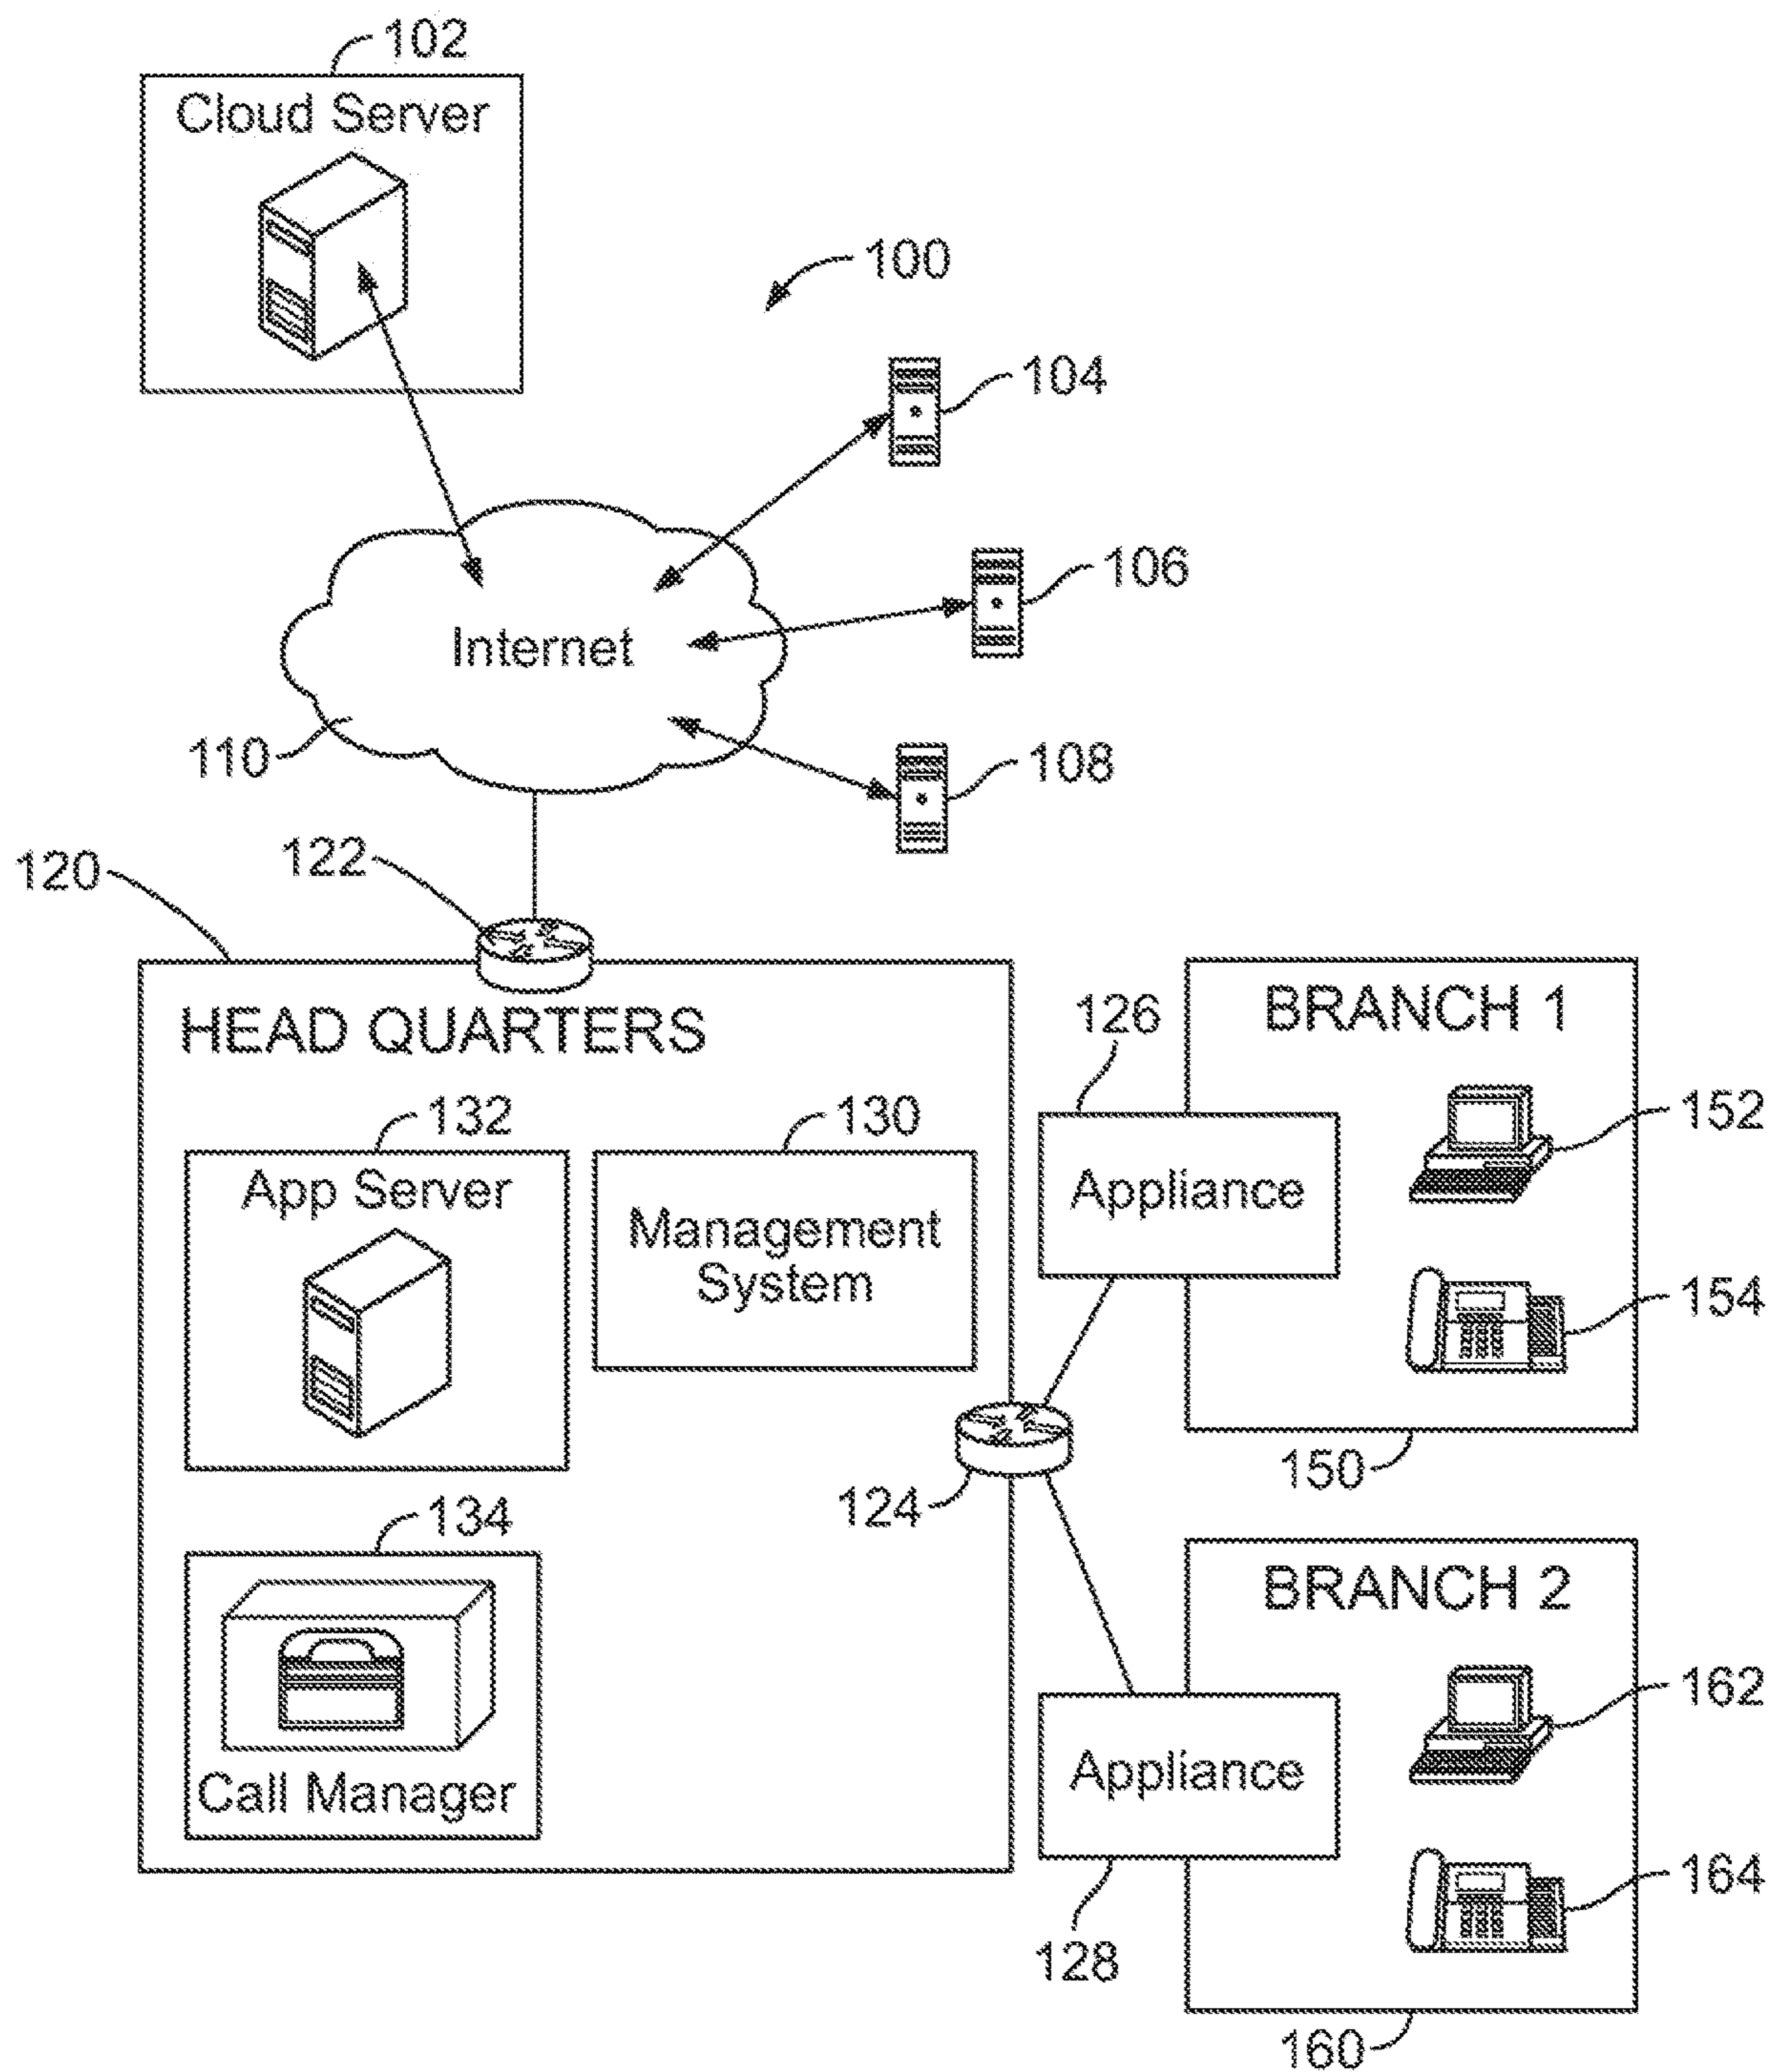 102
Cloud Server
100
104
106
Internet
110
108
122
120
HEAD QUARTERS
126
BRANCH 1
132
130
152
App Server
Management
System
Appliance
154
124
150
134
BRANCH 2
162
Call Manager
Appliance
164
128
160